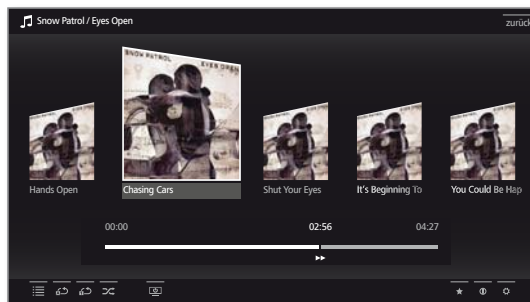 Snow Patrol / Eyes Open
zurück
SNOW PATROL EYES OPEN
Hands Open
Chasing Cars
Shut Your Eyes
It's Beginning To
You Could Be Hap
00:00 02:56 04:27